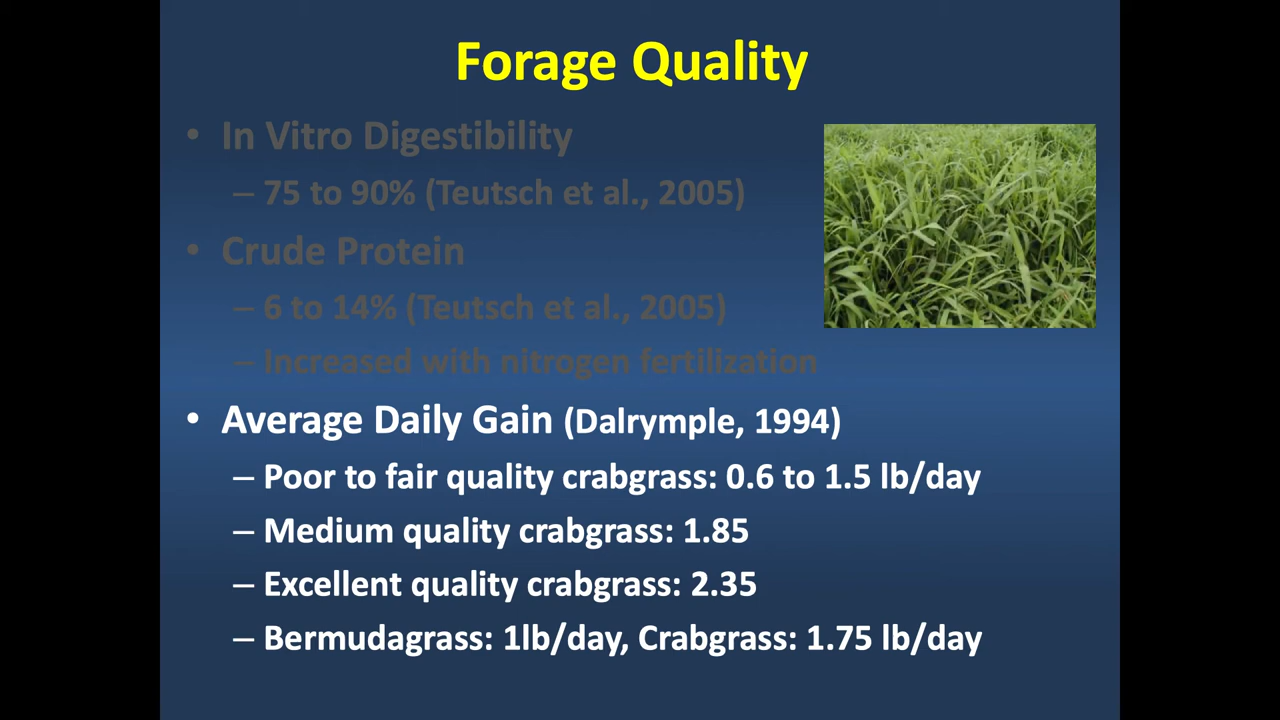 Forage Quality
• In Vitro Digestibility
– 75 to 90% (Teutsch et al., 2005)
• Crude Protein
– 6 to 14% (Teutsch et al., 2005)
– Increased with nitrogen fertilization
• Average Daily Gain (Dalrymple, 1994)
– Poor to fair quality crabgrass: 0.6 to 1.5 lb/day
– Medium quality crabgrass: 1.85
– Excellent quality crabgrass: 2.35
– Bermudagrass: 1lb/day, Crabgrass: 1.75 lb/day